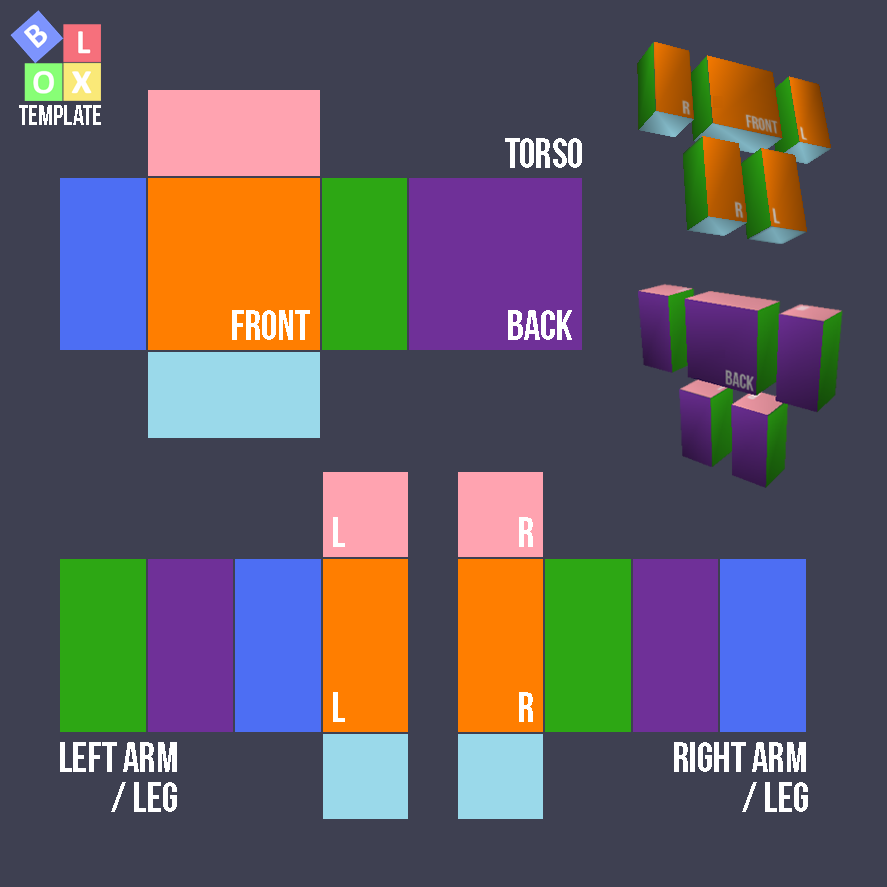 B L
O X
TEMPLATE
TORSO
FRONT
BACK
R
FRONT
L
R
L
BACK
L
R
L
R
LEFT ARM
/ LEG
RIGHT ARM
/ LEG